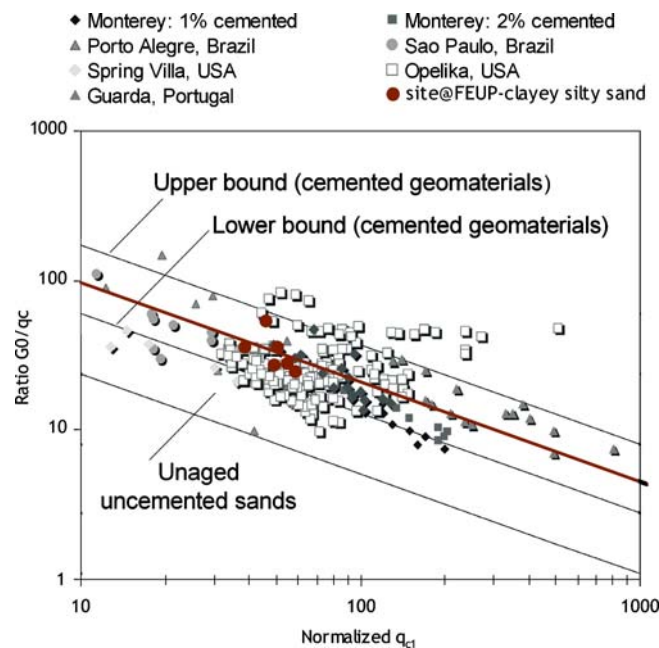 Monterey: 1% cemented
Monterey: 2% cemented
Porto Alegre, Brazil
Sao Paulo, Brazil
Spring Villa, USA
Opelika, USA
Guarda, Portugal
site@FEUP-clayey silty sand
1000
Upper bound (cemented geomaterials)
Lower bound (cemented geomaterials)
100
Ratio G0/qc
10
Unaged
uncemented sands
1
10
100
1000
Normalized qc1